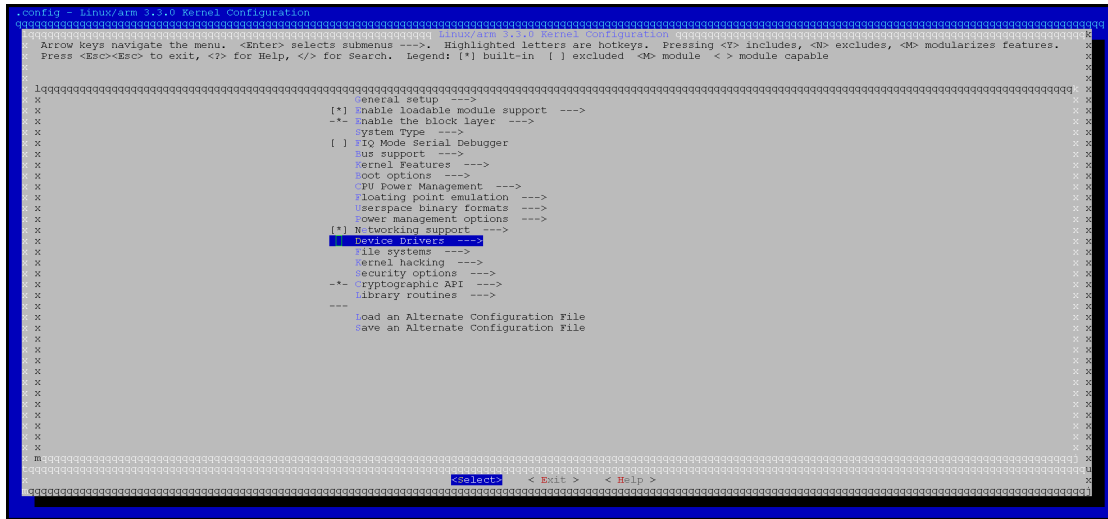 .config - Linux/arm 3.3.0 Kernel Configuration
Linux/arm 3.3.0 Kernel Configuration
Arrow keys navigate the menu. <Enter> selects submenus --->. Highlighted letters are hotkeys. Pressing <Y> includes, <N> excludes, <M> modularizes features.
Press <Esc><Esc> to exit, <?> for Help, </> for Search. Legend: [*] built-in [ ] excluded <M> module < > module capable
General setup --->
[*] Enable loadable module support --->
-*- Enable the block layer --->
System Type --->
[ ] FIQ Mode Serial Debugger
Bus support --->
Kernel Features --->
Boot options --->
CPU Power Management --->
Floating point emulation --->
Userspace binary formats --->
Power management options --->
[*] Networking support --->
Device Drivers --->
File systems --->
Kernel hacking --->
Security options --->
-*- Cryptographic API --->
Library routines --->
---
Load an Alternate Configuration File
Save an Alternate Configuration File
<Select> < Exit > < Help >